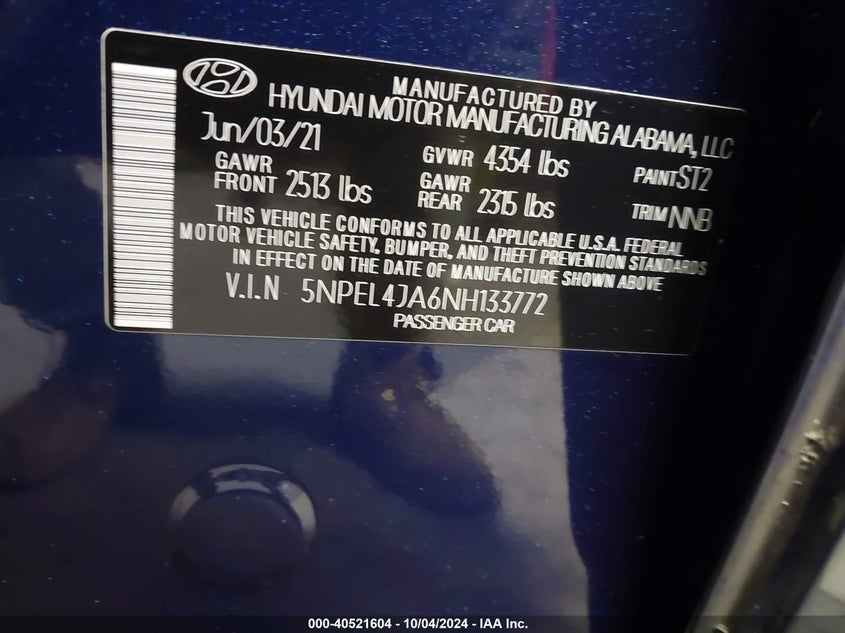 MANUFACTURED BY
HYUNDAI MOTOR MANUFACTURING ALABAMA, LLC
Jun/03/21
GVWR 4354 lbs
PAINT ST2
GAWR FRONT 2513 lbs
GAWR REAR 2315 lbs
TRIM NNB
THIS VEHICLE CONFORMS TO ALL APPLICABLE U.S.A. FEDERAL
MOTOR VEHICLE SAFETY, BUMPER, AND THEFT PREVENTION STANDARDS
IN EFFECT ON THE DATE OF MANUFACTURE SHOWN ABOVE
V.I.N 5NPEL4JA6NH133772
PASSENGER CAR
000-40521604 - 10/04/2024 - IAA Inc.